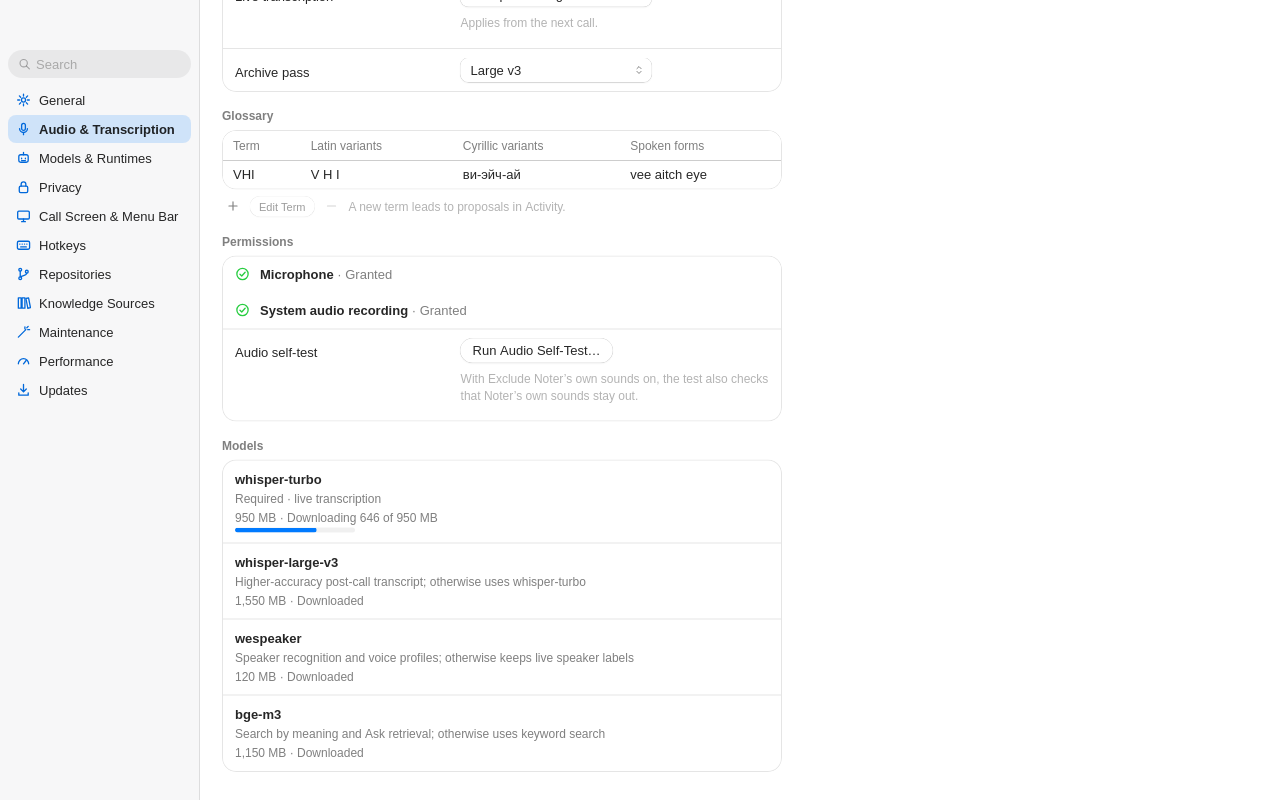 Applies from the next call.
Archive pass
Large v3
Search
General
Audio & Transcription
Models & Runtimes
Privacy
Call Screen & Menu Bar
Hotkeys
Repositories
Knowledge Sources
Maintenance
Performance
Updates
Glossary
Term Latin variants Cyrillic variants Spoken forms
VHI V H I ви-эйч-ай vee aitch eye
Edit Term A new term leads to proposals in Activity.
Permissions
Microphone · Granted
System audio recording · Granted
Audio self-test
Run Audio Self-Test…
With Exclude Noter’s own sounds on, the test also checks
that Noter’s own sounds stay out.
Models
whisper-turbo
Required · live transcription
950 MB · Downloading 646 of 950 MB
whisper-large-v3
Higher-accuracy post-call transcript; otherwise uses whisper-turbo
1,550 MB · Downloaded
wespeaker
Speaker recognition and voice profiles; otherwise keeps live speaker labels
120 MB · Downloaded
bge-m3
Search by meaning and Ask retrieval; otherwise uses keyword search
1,150 MB · Downloaded